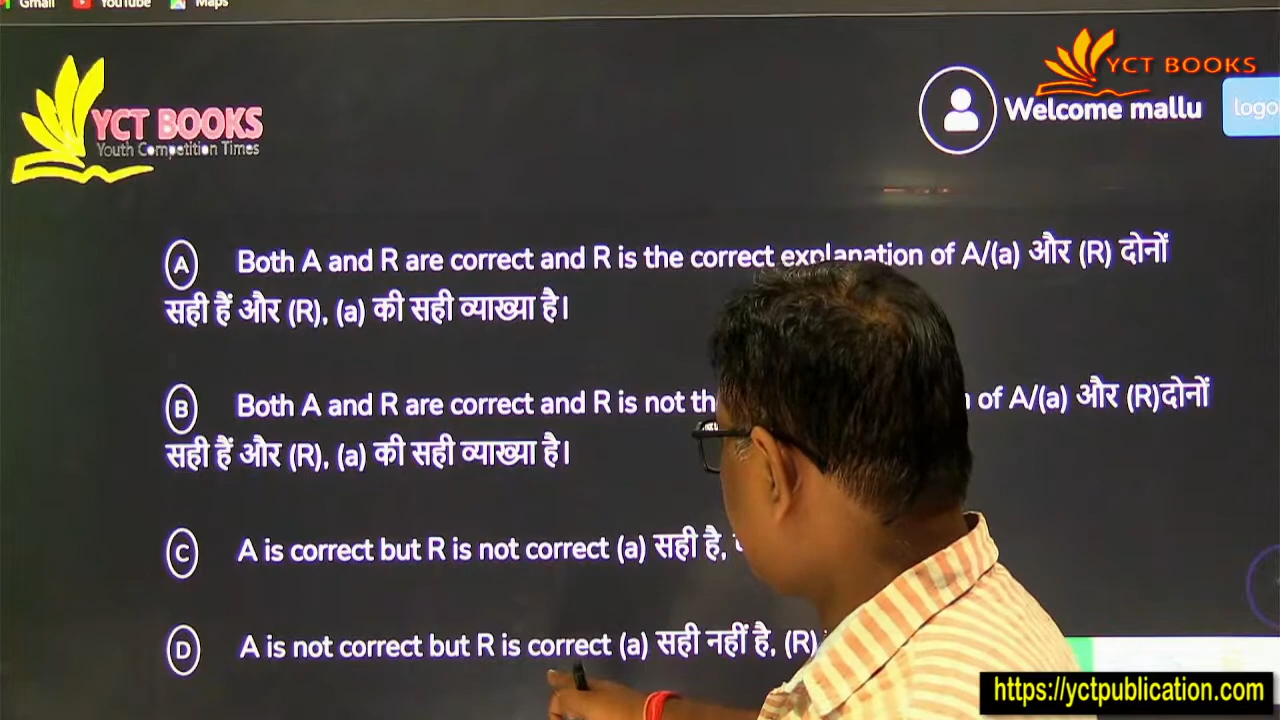 Gmail YouTube Maps
YCT BOOKS
YCT BOOKS
Youth Competition Times
Welcome mallu
logo
A Both A and R are correct and R is the correct explanation of A/(a) और (R) दोनों
सही हैं और (R), (a) की सही व्याख्या है।
B Both A and R are correct and R is not of A/(a) और (R)दोनों
सही हैं और (R), (a) की सही व्याख्या है।
C A is correct but R is not correct (a) सही है,
D A is not correct but R is correct (a) सही नहीं है, (R)
https://yctpublication.com